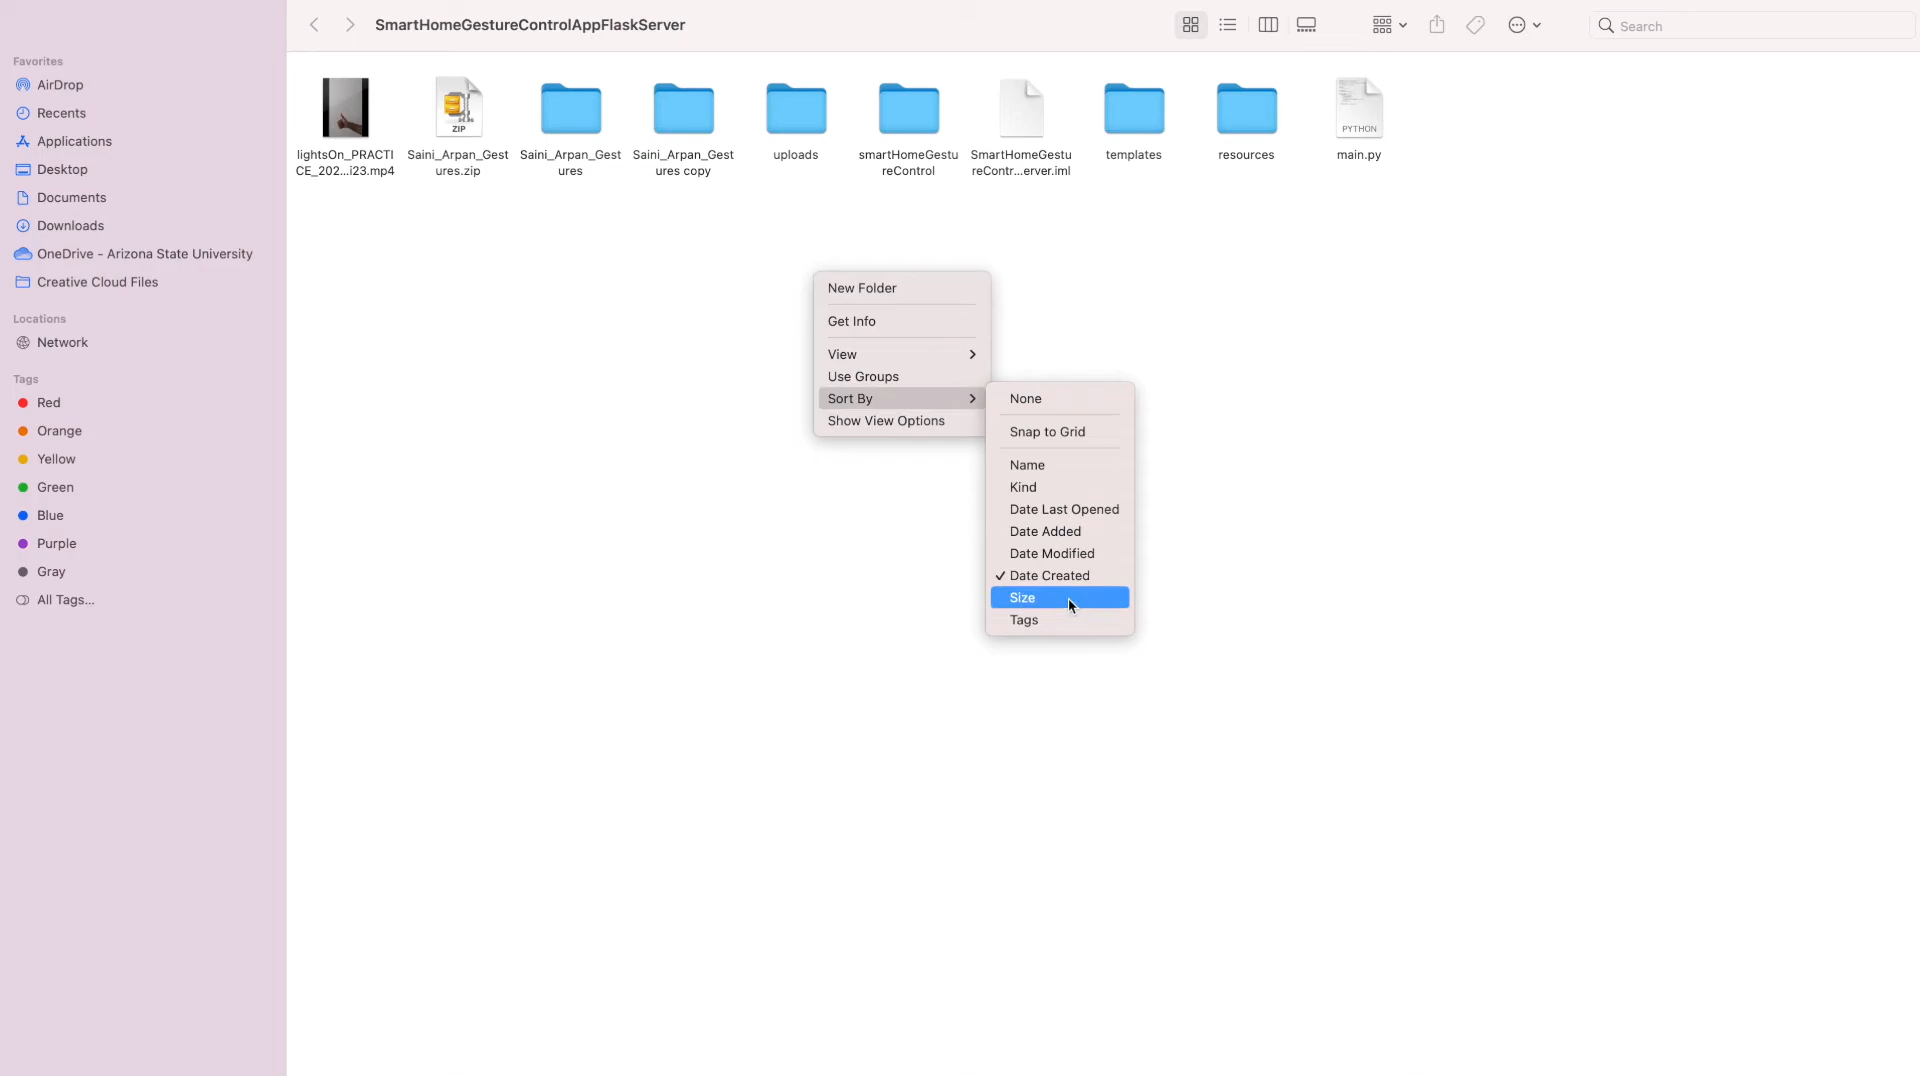 SmartHomeGestureControlAppFlaskServer
Search
Favorites
AirDrop
Recents
Applications
Desktop
Documents
Downloads
OneDrive - Arizona State University
Creative Cloud Files
Locations
Network
Tags
Red
Orange
Yellow
Green
Blue
Purple
Gray
All Tags...
lightsOn_PRACTI
CE_202...i23.mp4
ZIP
Saini_Arpan_Gest
ures.zip
Saini_Arpan_Gest
ures
Saini_Arpan_Gest
ures copy
uploads
smartHomeGestu
reControl
SmartHomeGestu
reContr...erver.iml
templates
resources
PYTHON
main.py
New Folder
Get Info
View
Use Groups
Sort By
Show View Options
None
Snap to Grid
Name
Kind
Date Last Opened
Date Added
Date Modified
Date Created
Size
Tags